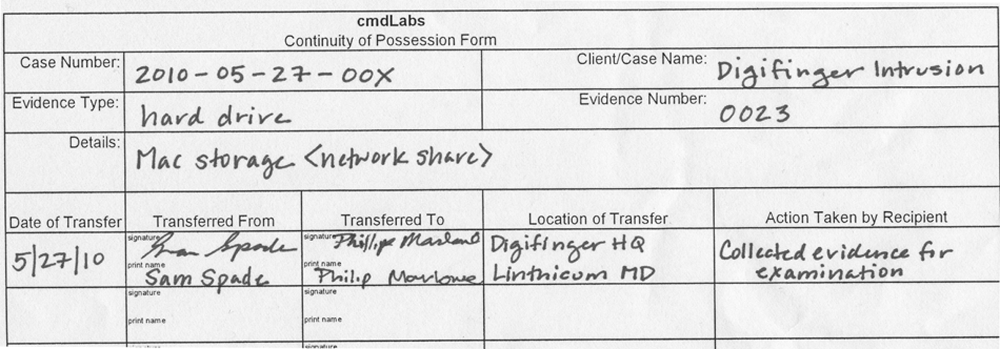 cmdLabs
Continuity of Possession Form
Case Number: 2010-05-27-00X
Client/Case Name: Digifinger Intrusion
Evidence Type: hard drive
Evidence Number: 0023
Details: Mac storage <network share>
Date of Transfer Transferred From Transferred To Location of Transfer Action Taken by Recipient
signature Sam Spade signature Phillip Marlowe Digifinger HQ Collected evidence for
5/27/10
print name print name
Sam Spade Philip Marlowe Linthicum MD examination
signature signature
print name print name
signature signature